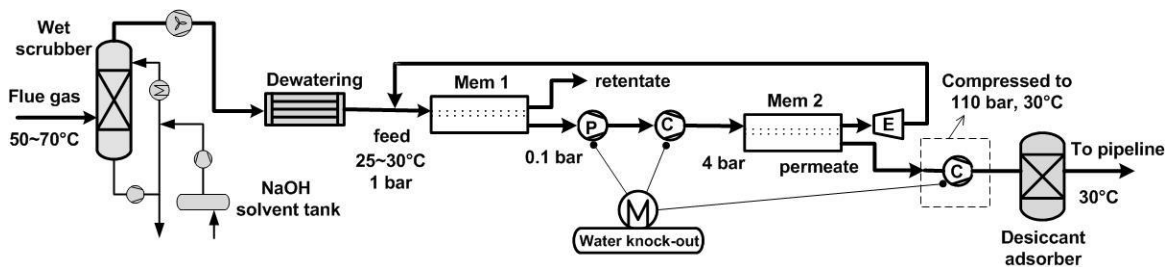 Wet
scrubber
Flue gas
50~70°C
NaOH
solvent tank
Dewatering
feed
25~30°C
1 bar
Mem 1
retentate
P
C
0.1 bar
4 bar
M
Water knock-out
Mem 2
E
permeate
Compressed to
110 bar, 30°C
C
To pipeline
30°C
Desiccant
adsorber